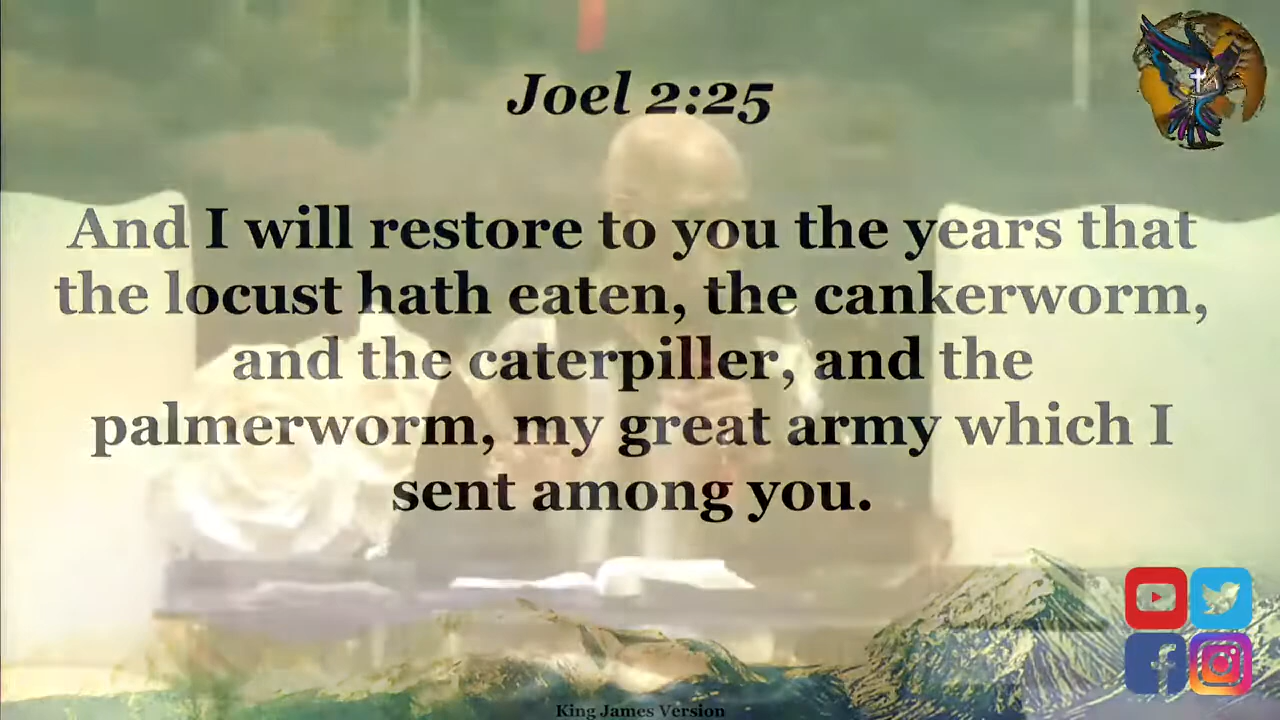 Joel 2:25
And I will restore to you the years that
the locust hath eaten, the cankerworm,
and the caterpiller, and the
palmerworm, my great army which I
sent among you.
King James Version